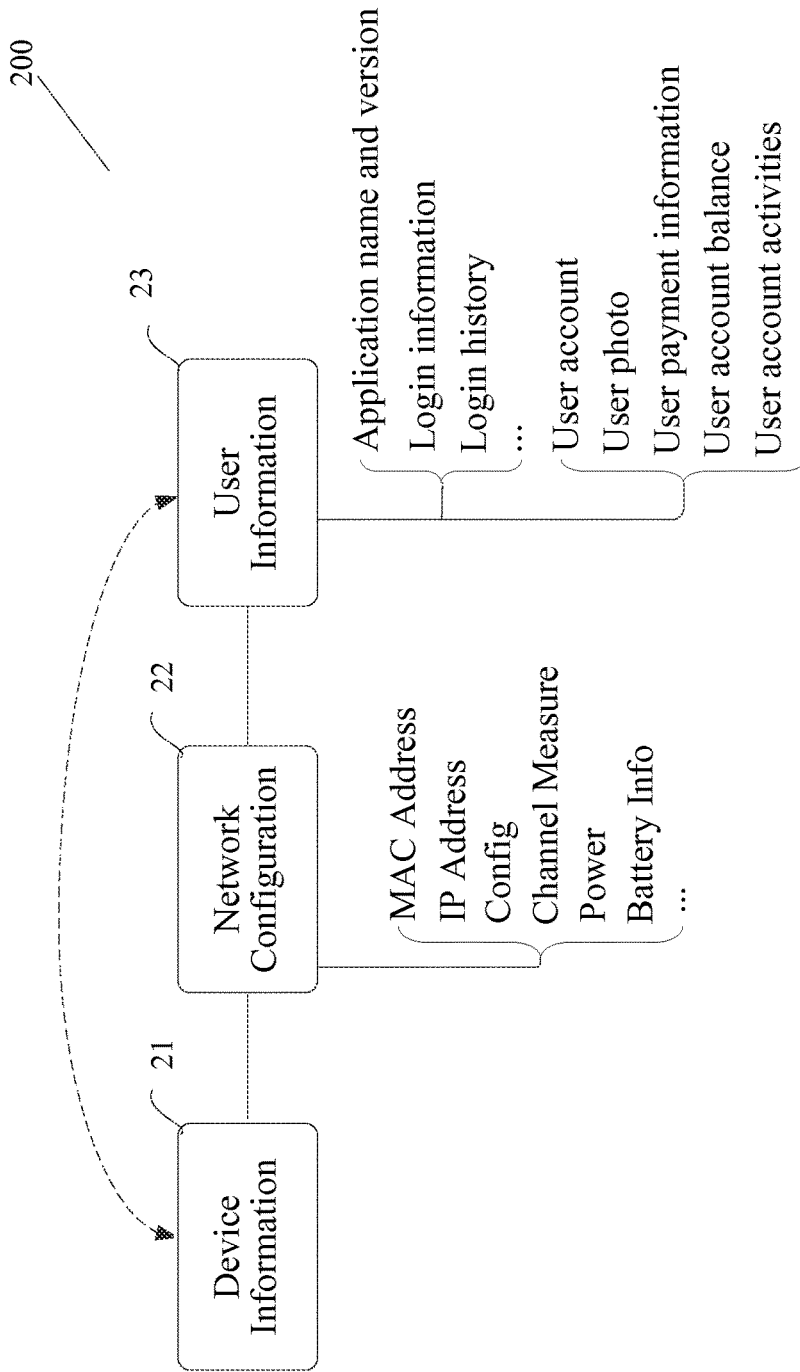 200
21
Device
Information
22
Network
Configuration
MAC Address
IP Address
Config
Channel Measure
Power
Battery Info
...
23
User
Information
Application name and version
Login information
Login history
...
User account
User photo
User payment information
User account balance
User account activities